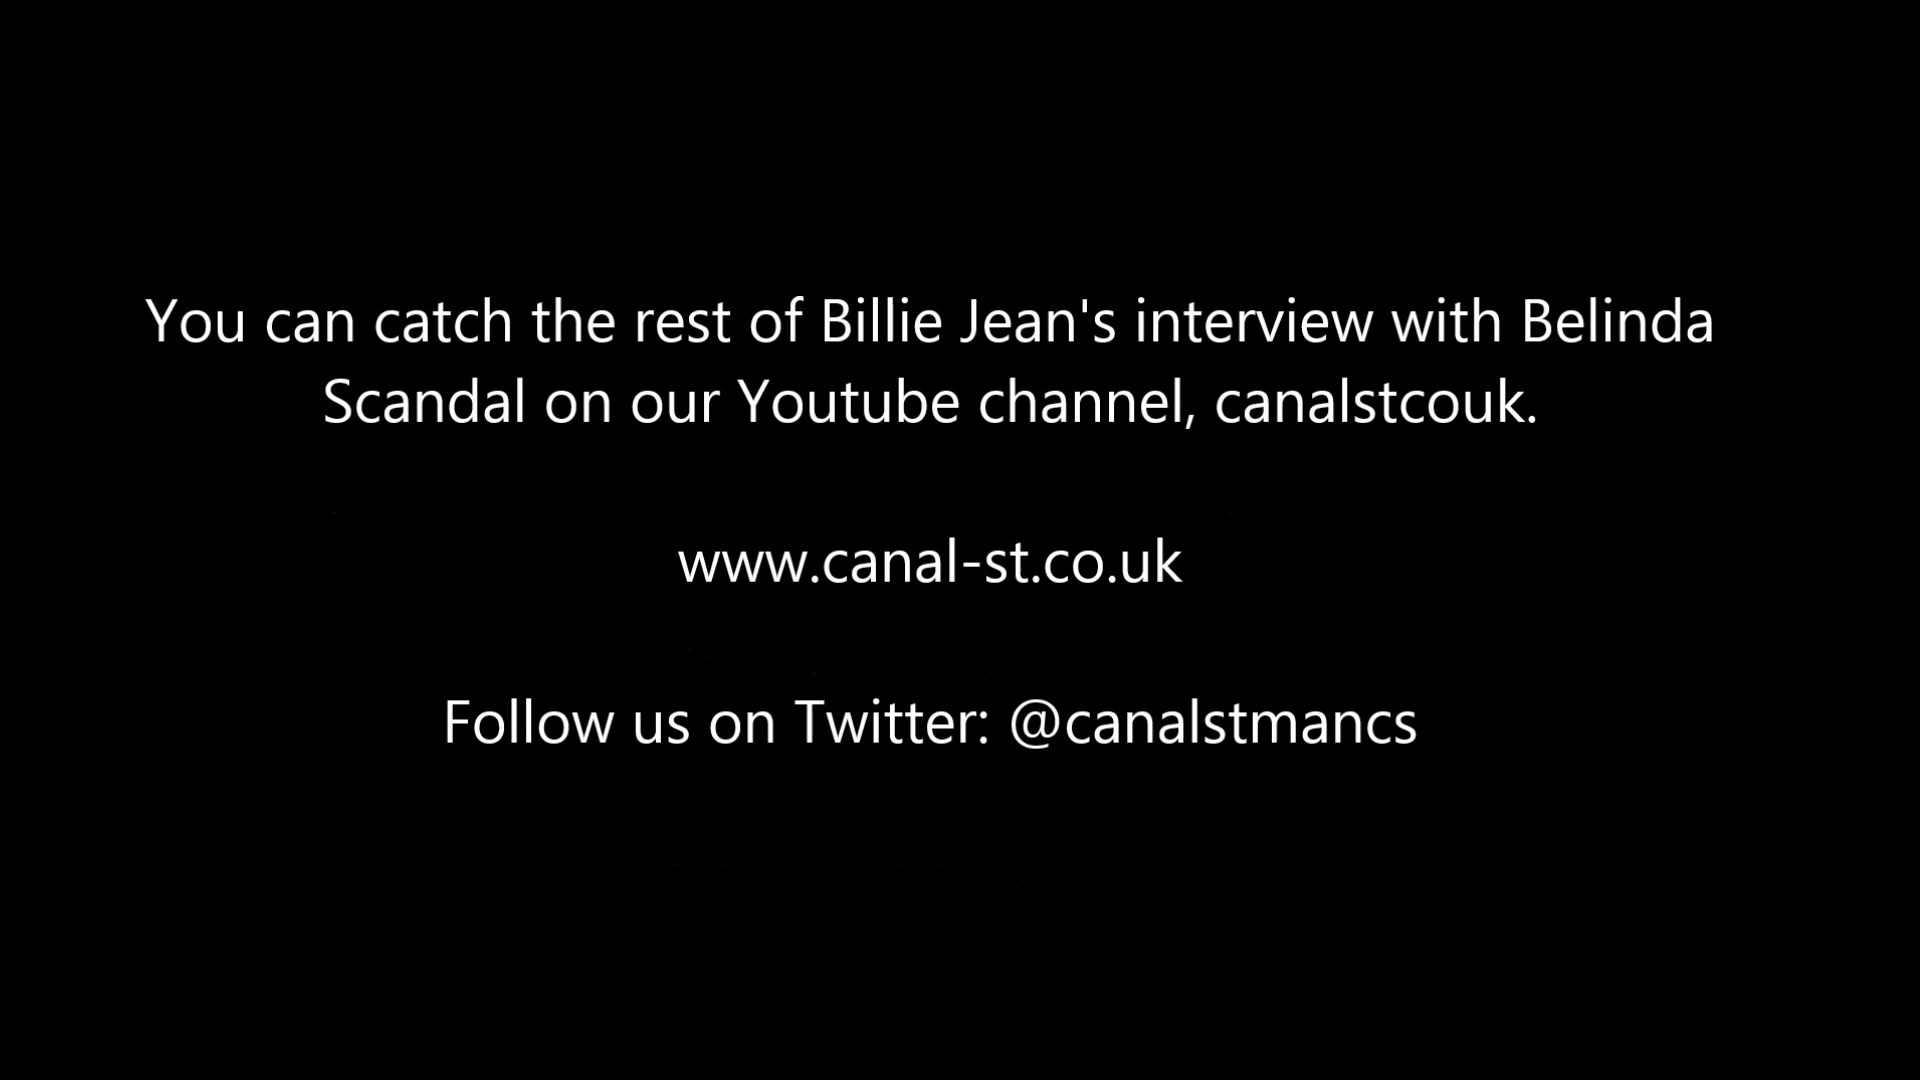 You can catch the rest of Billie Jean's interview with Belinda
Scandal on our Youtube channel, canalstcouk.
www.canal-st.co.uk
Follow us on Twitter: @canalstmancs